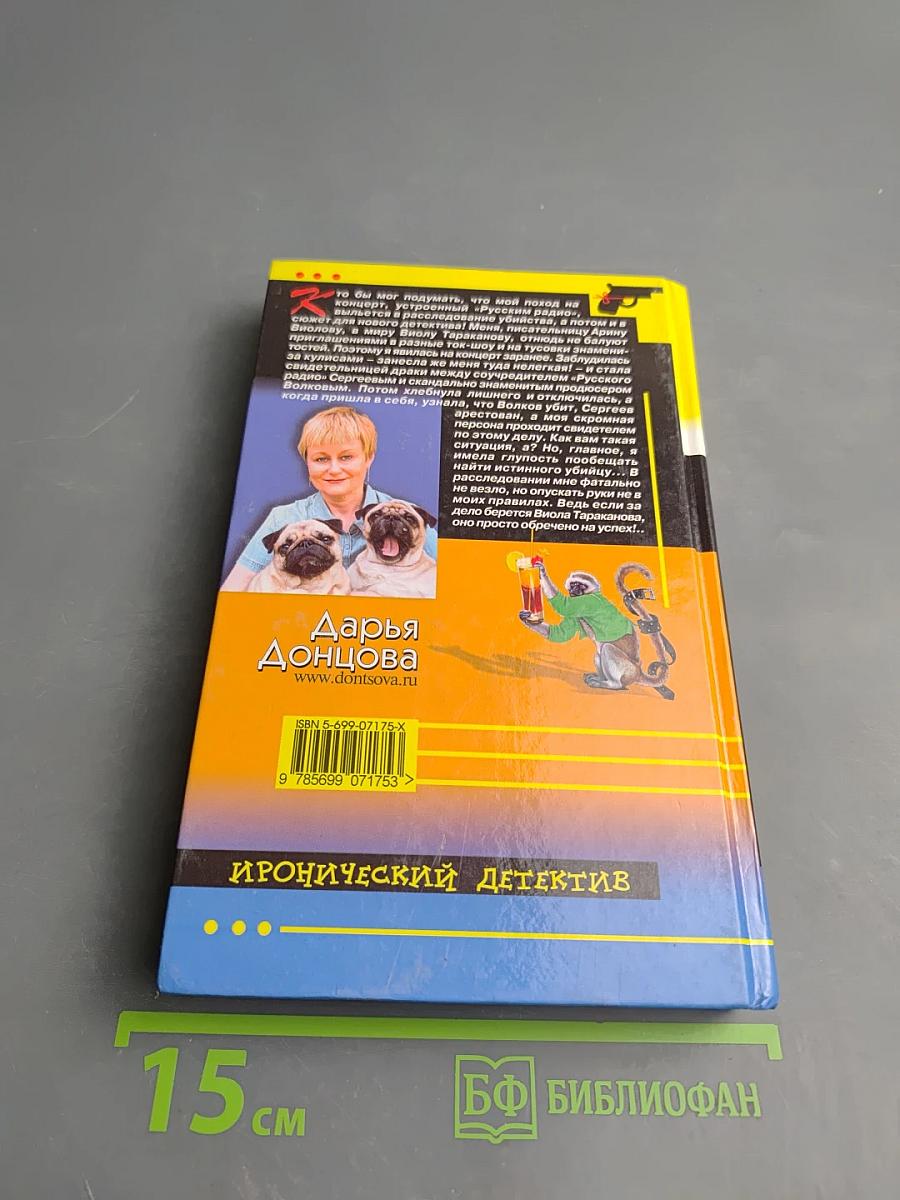 Кто бы мог подумать, что мой поход на
концерт, устроенный «Русским радио»,
выльется в расследование убийства, а потом и в
сюжет для нового детектива! Меня, писательницу Арину
Виолову, в миру Виолу Тараканову, отнюдь не балуют
приглашениями в разные ток-шоу и на тусовки знамени-
тостей. Поэтому я явилась на концерт заранее. Заблудилась
за кулисами – занесла же меня туда нелегкая! – и стала
свидетельницей драки между соучредителем «Русского
радио» Сергеевым и скандально знаменитым продюсером
Волковым. Потом хлебнула лишнего и отключилась, а
когда пришла в себя, узнала, что Волков убит, Сергеев
арестован, а моя скромная
персона проходит свидетелем
по этому делу. Как вам такая
ситуация, а? Но, главное, я
имела глупость пообещать
найти истинного убийцу... В
расследовании мне фатально
не везло, но опускать руки не в
моих правилах. Ведь если за
дело берется Виола Тараканова,
оно просто обречено на успех!..
Дарья
Донцова
www.dontsova.ru
ISBN 5-699-07175-X
9 785699 071753 >
ИРОНИЧЕСКИЙ ДЕТЕКТИВ
15 см
БФ БИБЛИОФАН